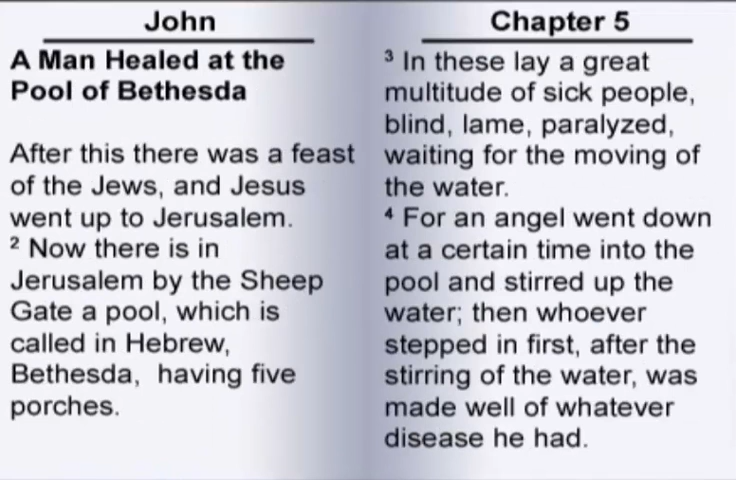 John
A Man Healed at the
Pool of Bethesda
After this there was a feast
of the Jews, and Jesus
went up to Jerusalem.
² Now there is in
Jerusalem by the Sheep
Gate a pool, which is
called in Hebrew,
Bethesda,  having five
porches.
Chapter 5
³ In these lay a great
multitude of sick people,
blind, lame, paralyzed,
waiting for the moving of
the water.
⁴ For an angel went down
at a certain time into the
pool and stirred up the
water; then whoever
stepped in first, after the
stirring of the water, was
made well of whatever
disease he had.